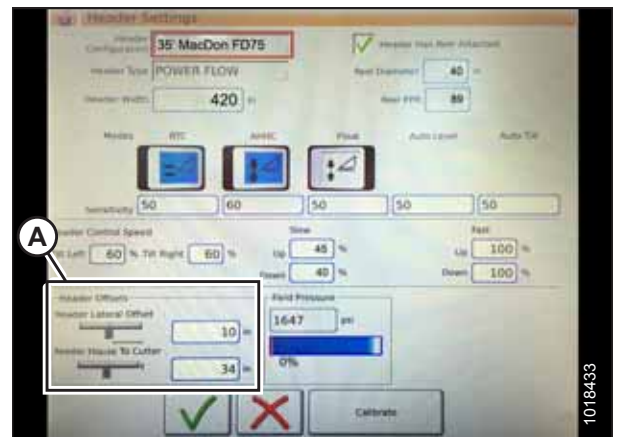 Header Settings
Header Configuration 35' MacDon FD75 Header Has Reel Attached
Header Type POWER FLOW Reel Diameter 40 in
Header Width 420 in Reel PPR 89
Modes RTC AHHC Float Auto Level Auto Tilt
Sensitivity 50 60 50 50 50
Header Control Speed Slow Fast
Tilt Left 60 % Tilt Right 60 % Up 48 % Up 100 %
Down 40 % Down 100 %
A
Header Offsets Field Pressure
Header Lateral Offset 10 in 1647 psi
Feeder House To Cutter 34 in 0%
Calibrate
1018433